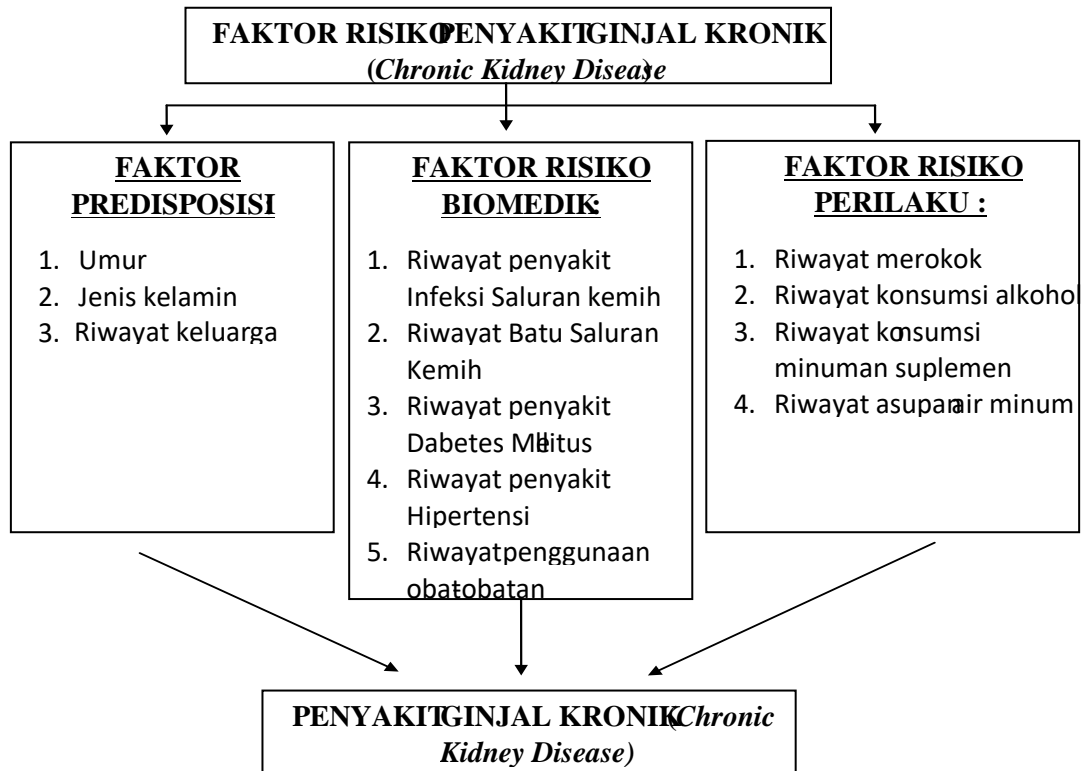 FAKTOR RISIKO PENYAKIT GINJAL KRONIK
(Chronic Kidney Disease)
FAKTOR
PREDISPOSISI
1. Umur
2. Jenis kelamin
3. Riwayat keluarga
FAKTOR RISIKO
BIOMEDIK:
1. Riwayat penyakit
Infeksi Saluran kemih
2. Riwayat Batu Saluran
Kemih
3. Riwayat penyakit
Dabetes Mellitus
4. Riwayat penyakit
Hipertensi
5. Riwayat penggunaan
obat-obatan
FAKTOR RISIKO
PERILAKU :
1. Riwayat merokok
2. Riwayat konsumsi alkohol
3. Riwayat konsumsi
minuman suplemen
4. Riwayat asupan air minum
PENYAKIT GINJAL KRONIK (Chronic
Kidney Disease)